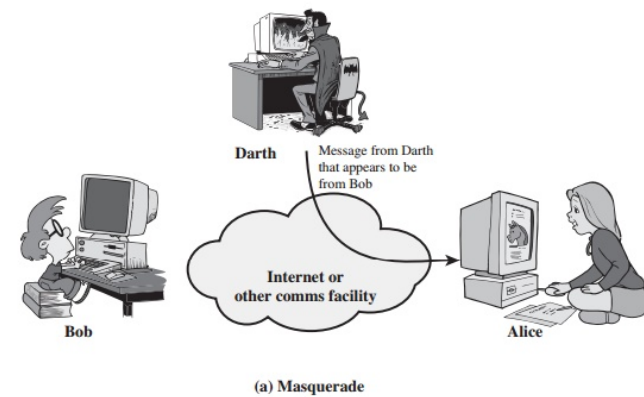 Darth
Message from Darth
that appears to be
from Bob
Internet or
other comms facility
Bob
Alice
(a) Masquerade